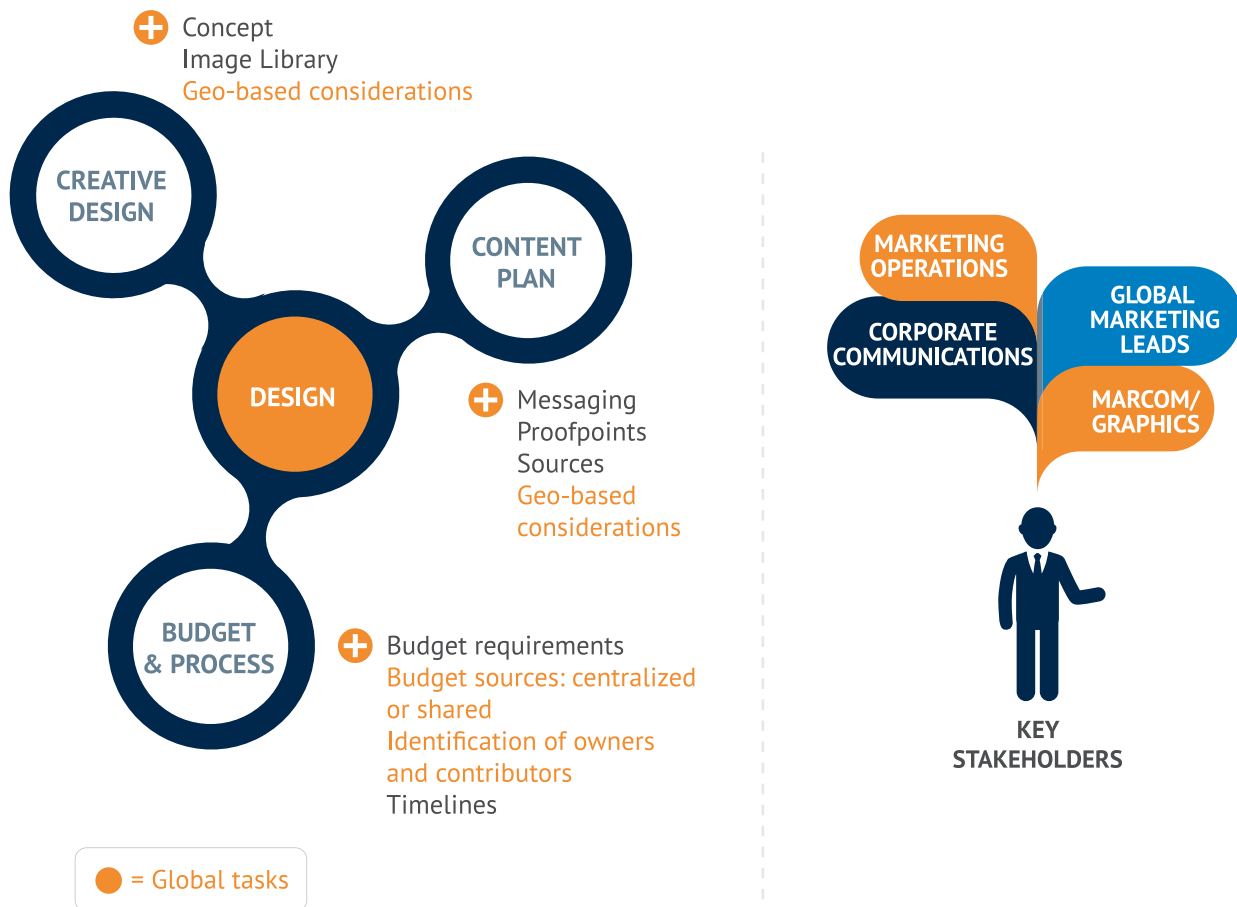 Concept
Image Library
Geo-based considerations
CREATIVE
DESIGN
CONTENT
PLAN
DESIGN
Messaging
Proofpoints
Sources
Geo-based
considerations
BUDGET
& PROCESS
Budget requirements
Budget sources: centralized
or shared
Identification of owners
and contributors
Timelines
= Global tasks
MARKETING
OPERATIONS
CORPORATE
COMMUNICATIONS
GLOBAL
MARKETING
LEADS
MARCOM/
GRAPHICS
KEY
STAKEHOLDERS